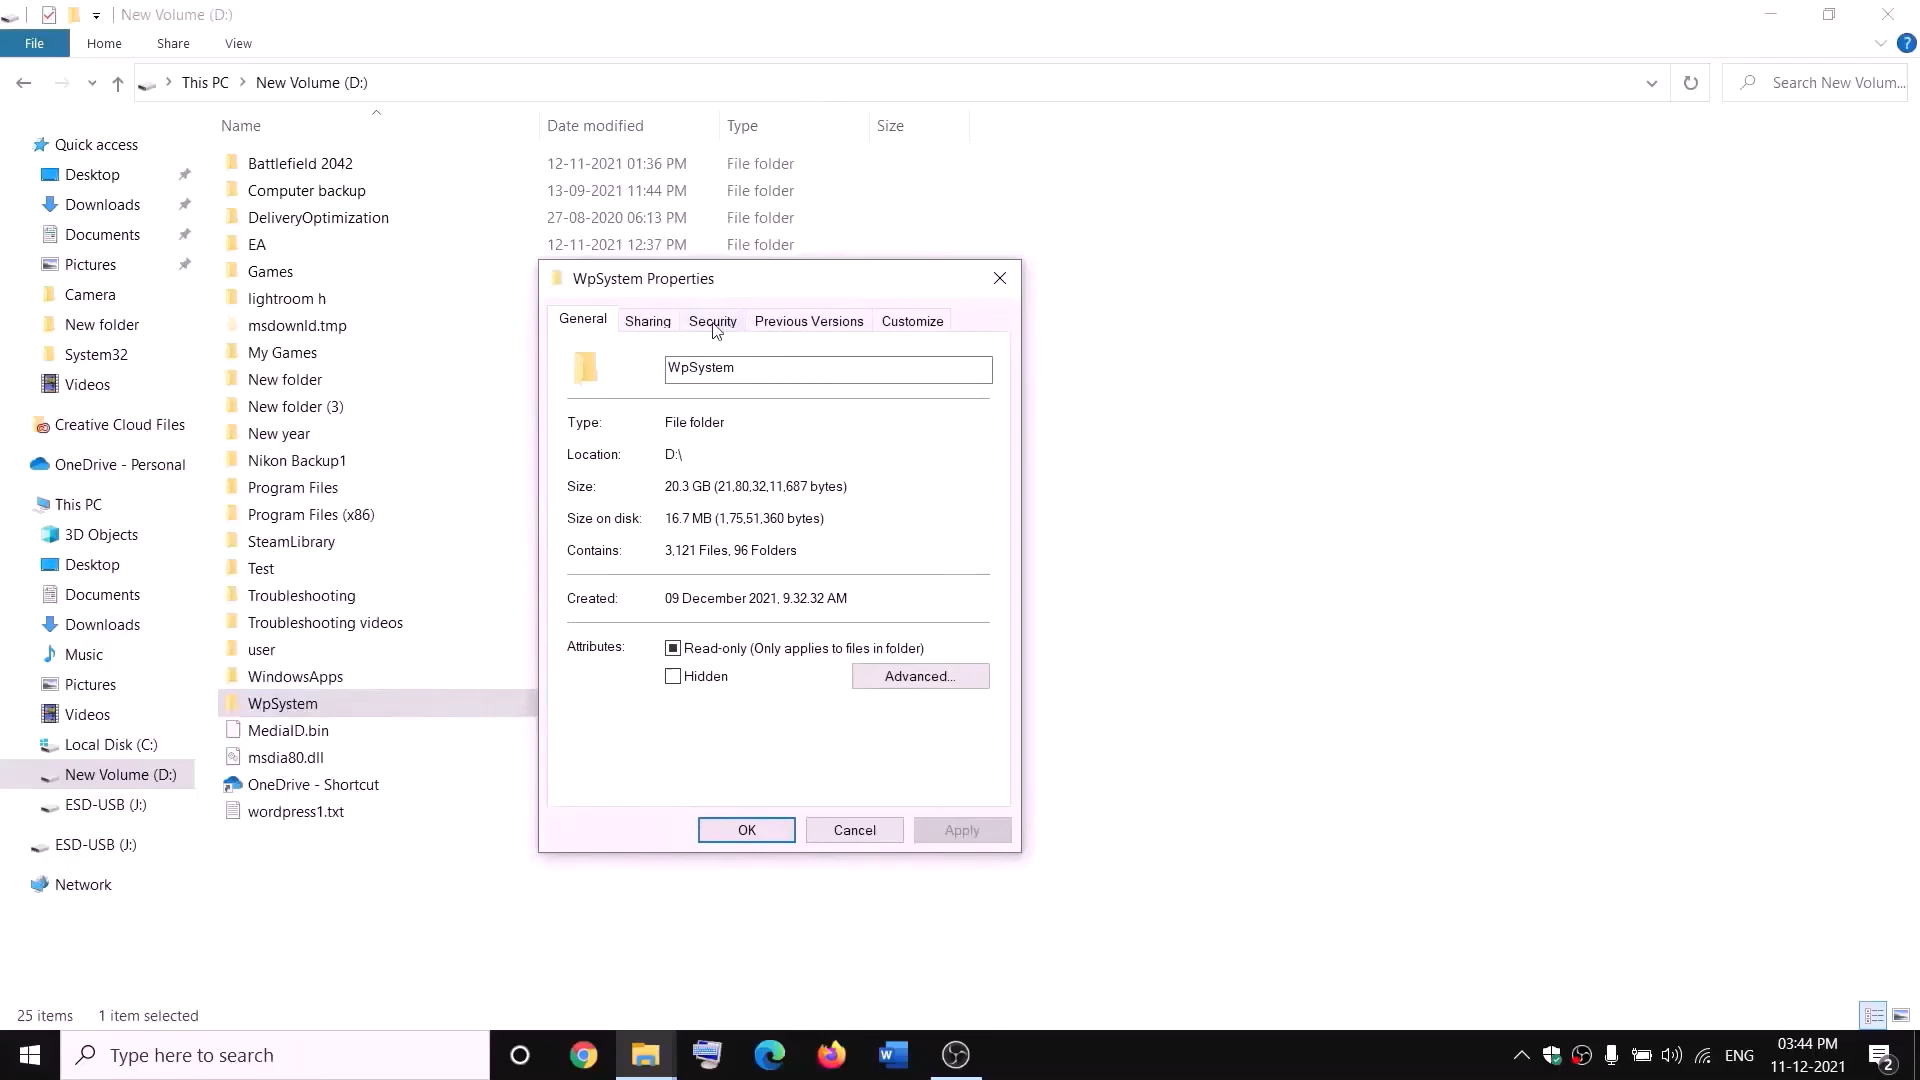 New Volume (D:)
File Home Share View
This PC New Volume (D:) Search New Volum...
Name Date modified Type Size
Quick access
Desktop
Downloads
Documents
Pictures
Camera
New folder
System32
Videos
Creative Cloud Files
OneDrive - Personal
This PC
3D Objects
Desktop
Documents
Downloads
Music
Pictures
Videos
Local Disk (C:)
New Volume (D:)
ESD-USB (J:)
ESD-USB (J:)
Network
Battlefield 2042 12-11-2021 01:36 PM File folder
Computer backup 13-09-2021 11:44 PM File folder
DeliveryOptimization 27-08-2020 06:13 PM File folder
EA 12-11-2021 12:37 PM File folder
Games
lightroom h
msdownld.tmp
My Games
New folder
New folder (3)
New year
Nikon Backup1
Program Files
Program Files (x86)
SteamLibrary
Test
Troubleshooting
Troubleshooting videos
user
WindowsApps
WpSystem
MediaID.bin
msdia80.dll
OneDrive - Shortcut
wordpress1.txt
WpSystem Properties
General Sharing Security Previous Versions Customize
WpSystem
Type: File folder
Location: D:\
Size: 20.3 GB (21,80,32,11,687 bytes)
Size on disk: 16.7 MB (1,75,51,360 bytes)
Contains: 3,121 Files, 96 Folders
Created: 09 December 2021, 9.32.32 AM
Attributes: Read-only (Only applies to files in folder)
Hidden Advanced...
OK Cancel Apply
25 items 1 item selected
Type here to search
ENG
03:44 PM
11-12-2021
2